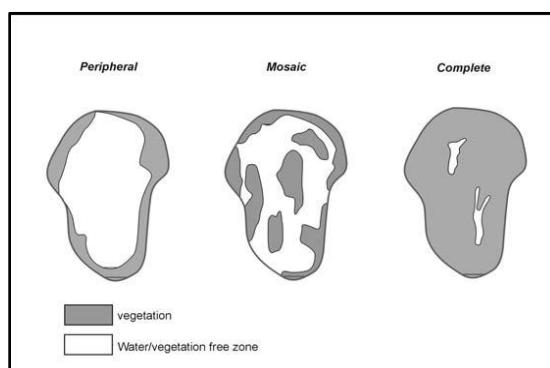 Peripheral
Mosaic
Complete
vegetation
Water/vegetation free zone